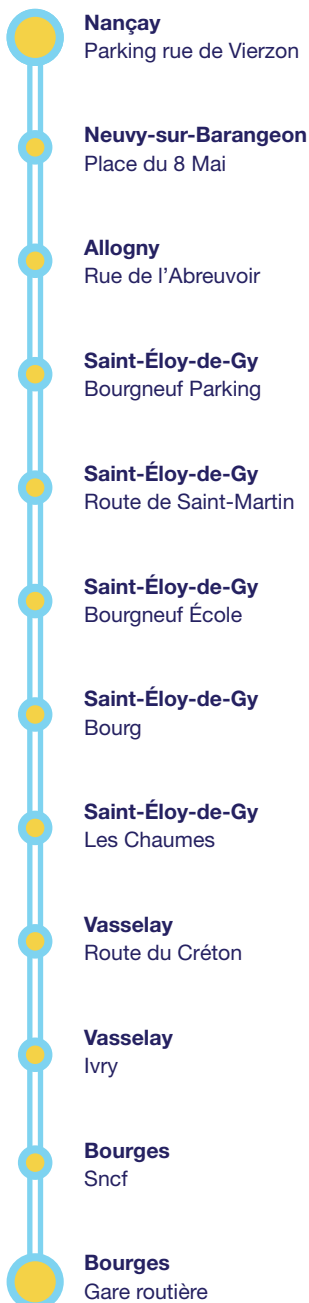 Nançay
Parking rue de Vierzon
Neuvy-sur-Barangeon
Place du 8 Mai
Allogny
Rue de l’Abreuvoir
Saint-Éloy-de-Gy
Bourgneuf Parking
Saint-Éloy-de-Gy
Route de Saint-Martin
Saint-Éloy-de-Gy
Bourgneuf École
Saint-Éloy-de-Gy
Bourg
Saint-Éloy-de-Gy
Les Chaumes
Vasselay
Route du Créton
Vasselay
Ivry
Bourges
Sncf
Bourges
Gare routière